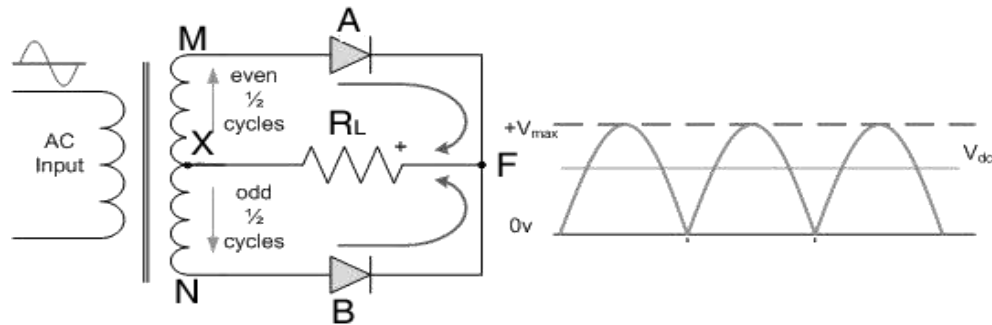 M
A
even
½
cycles
AC
Input
X
RL
+
F
odd
½
cycles
N
B
+Vmax
Vdc
0v